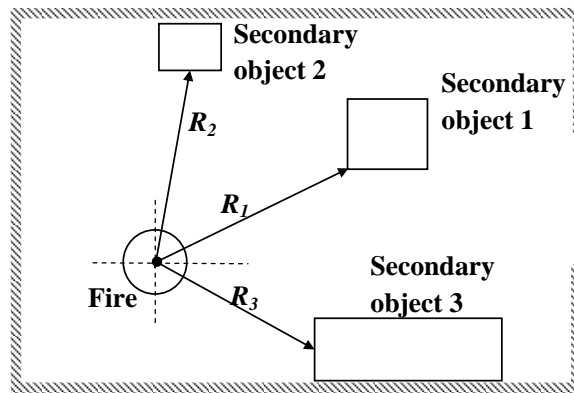 Secondary
object 2
Secondary
object 1
R2
R1
Fire
R3
Secondary
object 3